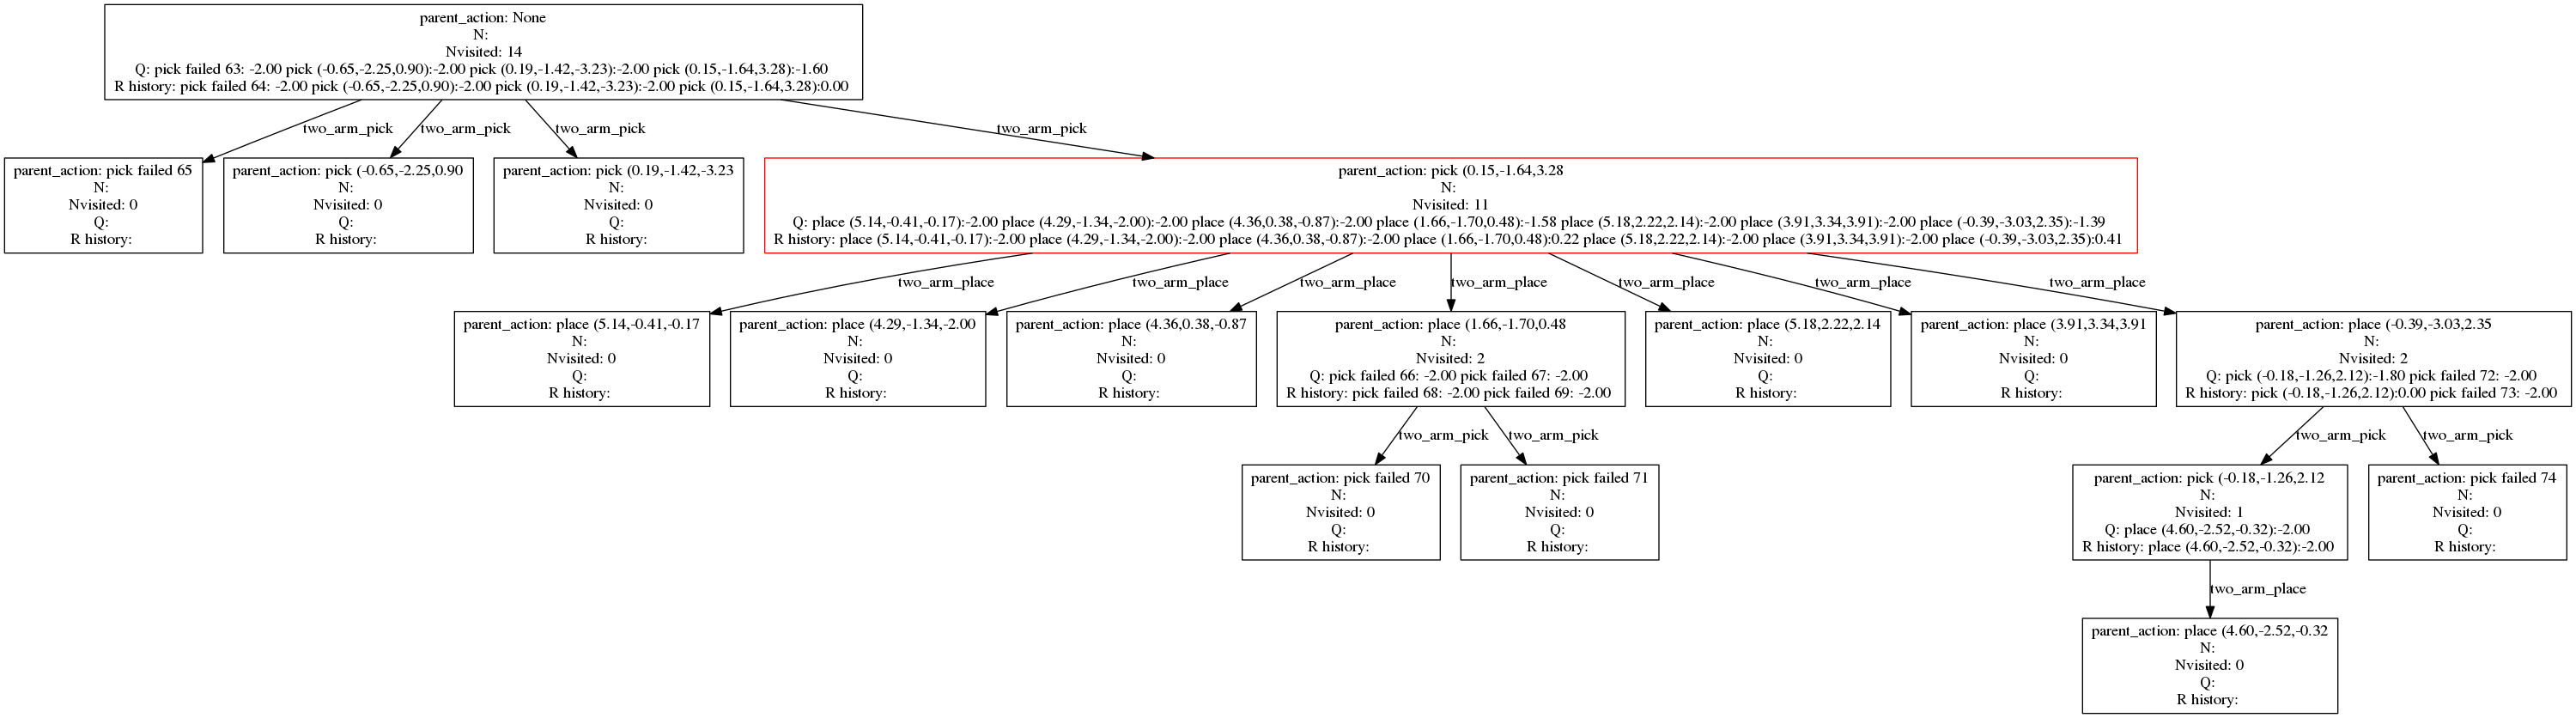 parent_action: None
N:
Nvisited: 14
Q: pick failed 63: -2.00 pick (-0.65,-2.25,0.90):-2.00 pick (0.19,-1.42,-3.23):-2.00 pick (0.15,-1.64,3.28):-1.60
R history: pick failed 64: -2.00 pick (-0.65,-2.25,0.90):-2.00 pick (0.19,-1.42,-3.23):-2.00 pick (0.15,-1.64,3.28):0.00
two_arm_pick
two_arm_pick
two_arm_pick
two_arm_pick
parent_action: pick failed 65
N:
Nvisited: 0
Q:
R history:
parent_action: pick (-0.65,-2.25,0.90
N:
Nvisited: 0
Q:
R history:
parent_action: pick (0.19,-1.42,-3.23
N:
Nvisited: 0
Q:
R history:
parent_action: pick (0.15,-1.64,3.28
N:
Nvisited: 11
Q: place (5.14,-0.41,-0.17):-2.00 place (4.29,-1.34,-2.00):-2.00 place (4.36,0.38,-0.87):-2.00 place (1.66,-1.70,0.48):-1.58 place (5.18,2.22,2.14):-2.00 place (3.91,3.34,3.91):-2.00 place (-0.39,-3.03,2.35):-1.39
R history: place (5.14,-0.41,-0.17):-2.00 place (4.29,-1.34,-2.00):-2.00 place (4.36,0.38,-0.87):-2.00 place (1.66,-1.70,0.48):0.22 place (5.18,2.22,2.14):-2.00 place (3.91,3.34,3.91):-2.00 place (-0.39,-3.03,2.35):0.41
two_arm_place
two_arm_place
two_arm_place
two_arm_place
two_arm_place
two_arm_place
two_arm_place
parent_action: place (5.14,-0.41,-0.17
N:
Nvisited: 0
Q:
R history:
parent_action: place (4.29,-1.34,-2.00
N:
Nvisited: 0
Q:
R history:
parent_action: place (4.36,0.38,-0.87
N:
Nvisited: 0
Q:
R history:
parent_action: place (1.66,-1.70,0.48
N:
Nvisited: 2
Q: pick failed 66: -2.00 pick failed 67: -2.00
R history: pick failed 68: -2.00 pick failed 69: -2.00
parent_action: place (5.18,2.22,2.14
N:
Nvisited: 0
Q:
R history:
parent_action: place (3.91,3.34,3.91
N:
Nvisited: 0
Q:
R history:
parent_action: place (-0.39,-3.03,2.35
N:
Nvisited: 2
Q: pick (-0.18,-1.26,2.12):-1.80 pick failed 72: -2.00
R history: pick (-0.18,-1.26,2.12):0.00 pick failed 73: -2.00
two_arm_pick
two_arm_pick
two_arm_pick
two_arm_pick
parent_action: pick failed 70
N:
Nvisited: 0
Q:
R history:
parent_action: pick failed 71
N:
Nvisited: 0
Q:
R history:
parent_action: pick (-0.18,-1.26,2.12
N:
Nvisited: 1
Q: place (4.60,-2.52,-0.32):-2.00
R history: place (4.60,-2.52,-0.32):-2.00
parent_action: pick failed 74
N:
Nvisited: 0
Q:
R history:
two_arm_place
parent_action: place (4.60,-2.52,-0.32
N:
Nvisited: 0
Q:
R history: